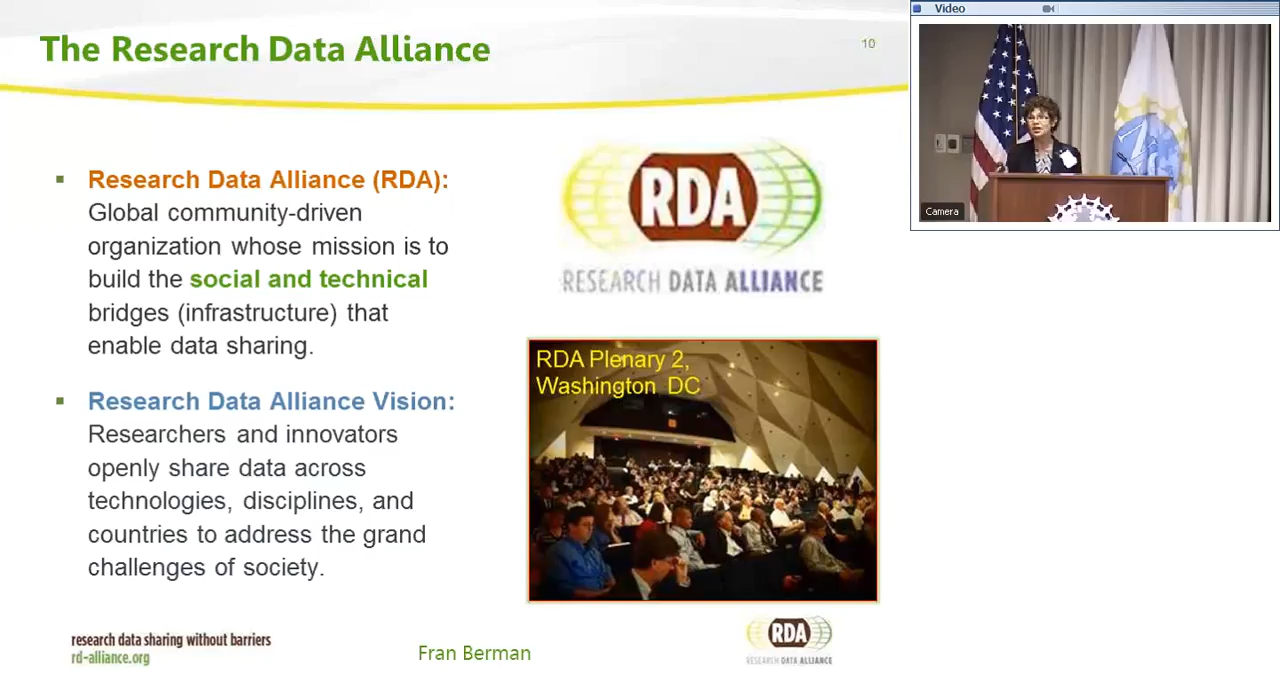 The Research Data Alliance
10
Video
Camera
▪ Research Data Alliance (RDA):
Global community-driven
organization whose mission is to
build the social and technical
bridges (infrastructure) that
enable data sharing.
▪ Research Data Alliance Vision:
Researchers and innovators
openly share data across
technologies, disciplines, and
countries to address the grand
challenges of society.
RDA
RESEARCH DATA ALLIANCE
RDA Plenary 2,
Washington DC
research data sharing without barriers
rd-alliance.org
Fran Berman
RDA
RESEARCH DATA ALLIANCE